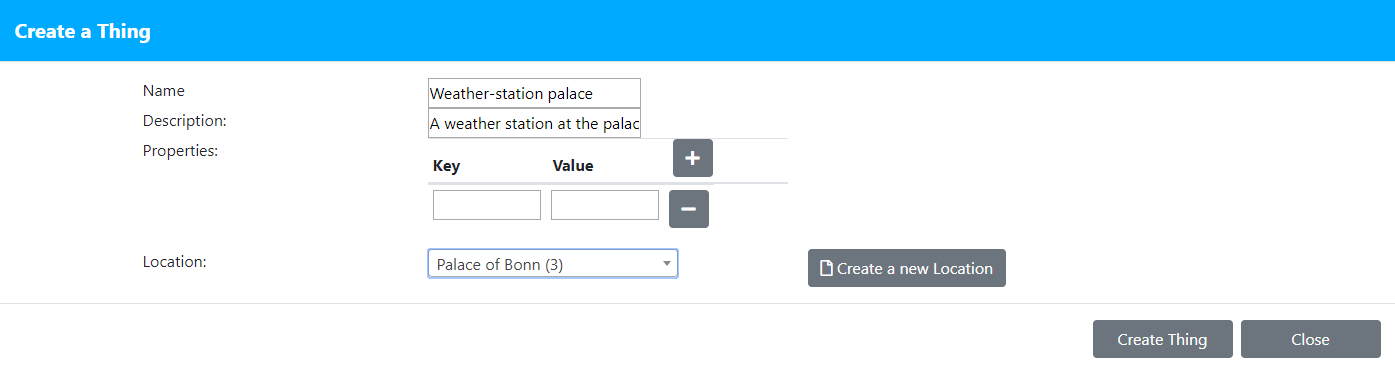 Create a Thing
Name
Weather-station palace
Description:
A weather station at the palac
Properties:
Key Value
Location:
Palace of Bonn (3)
Create a new Location
Create Thing Close